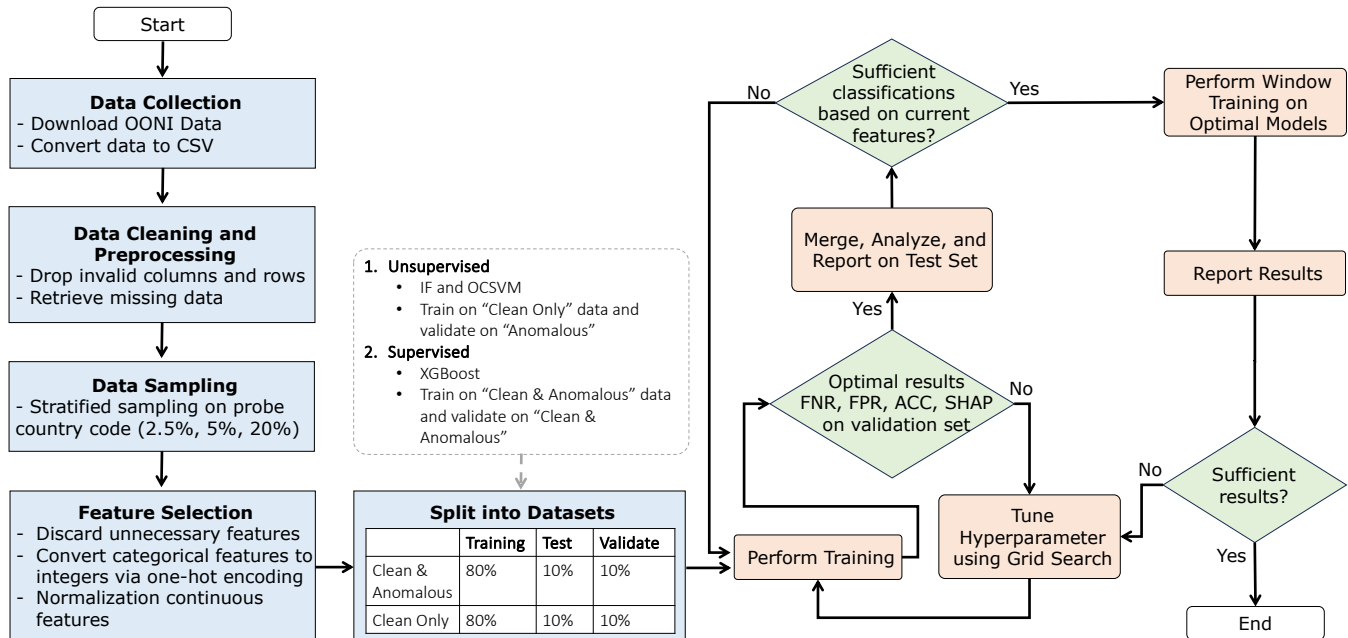 Start
Data Collection
- Download OONI Data
- Convert data to CSV
Data Cleaning and
Preprocessing
- Drop invalid columns and rows
- Retrieve missing data
Data Sampling
- Stratified sampling on probe
country code (2.5%, 5%, 20%)
Feature Selection
- Discard unnecessary features
- Convert categorical features to
integers via one-hot encoding
- Normalization continuous
features
1. Unsupervised
• IF and OCSVM
• Train on “Clean Only” data and
validate on “Anomalous”
2. Supervised
• XGBoost
• Train on “Clean & Anomalous” data
and validate on “Clean &
Anomalous”
Split into Datasets
Training Test Validate
Clean &
Anomalous 80% 10% 10%
Clean Only 80% 10% 10%
Perform Training
Optimal results
FNR, FPR, ACC, SHAP
on validation set
No
Yes
Tune
Hyperparameter
using Grid Search
Merge, Analyze, and
Report on Test Set
Sufficient
classifications
based on current
features?
No
Yes
Perform Window
Training on
Optimal Models
Report Results
Sufficient
results?
No
Yes
End